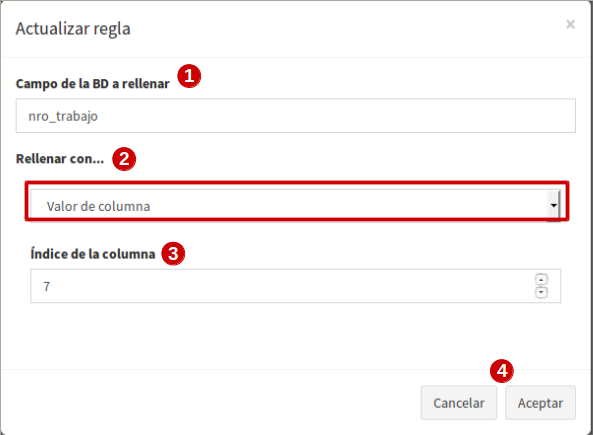 Actualizar regla ×
Campo de la BD a rellenar 1
nro_trabajo
Rellenar con... 2
Valor de columna
Índice de la columna 3
7
4
Cancelar Aceptar